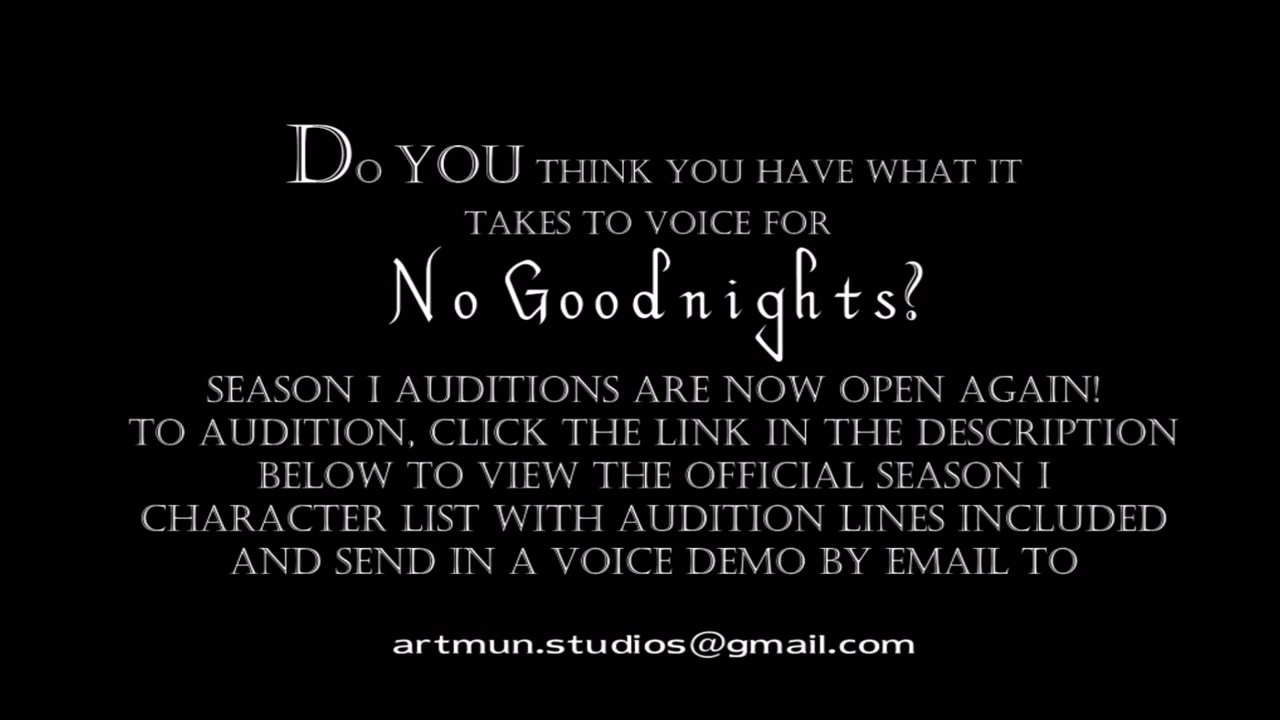 Do YOU THINK YOU HAVE WHAT IT
TAKES TO VOICE FOR
No Goodnights?
SEASON I AUDITIONS ARE NOW OPEN AGAIN!
TO AUDITION, CLICK THE LINK IN THE DESCRIPTION
BELOW TO VIEW THE OFFICIAL SEASON I
CHARACTER LIST WITH AUDITION LINES INCLUDED
AND SEND IN A VOICE DEMO BY EMAIL TO
artmun.studios@gmail.com